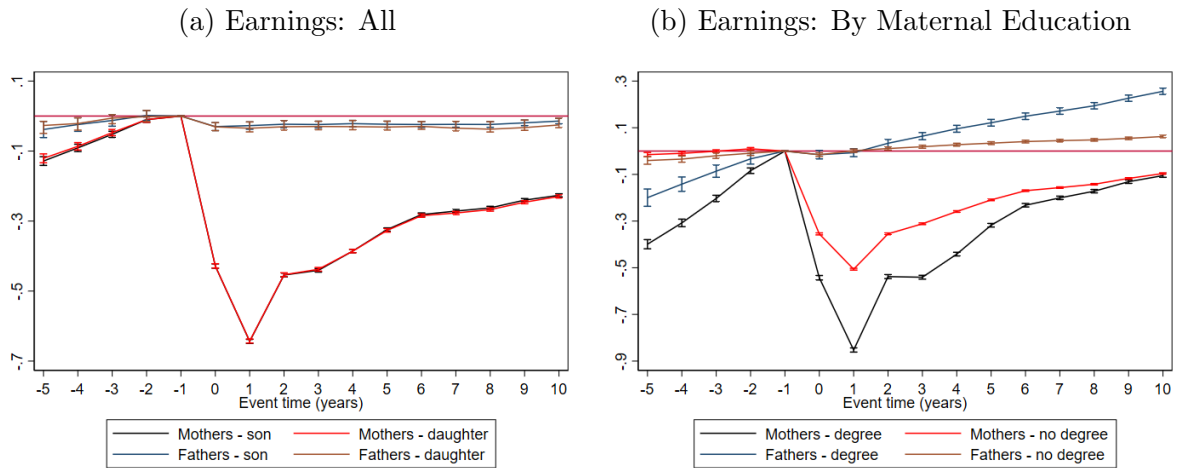 (a) Earnings: All
.1
-.1
-.3
-.5
-.7
-5 -4 -3 -2 -1 0 1 2 3 4 5 6 7 8 9 10
Event time (years)
Mothers - son Mothers - daughter
Fathers - son Fathers - daughter
(b) Earnings: By Maternal Education
.3
.1
-.1
-.3
-.5
-.7
-.9
-5 -4 -3 -2 -1 0 1 2 3 4 5 6 7 8 9 10
Event time (years)
Mothers - degree Mothers - no degree
Fathers - degree Fathers - no degree